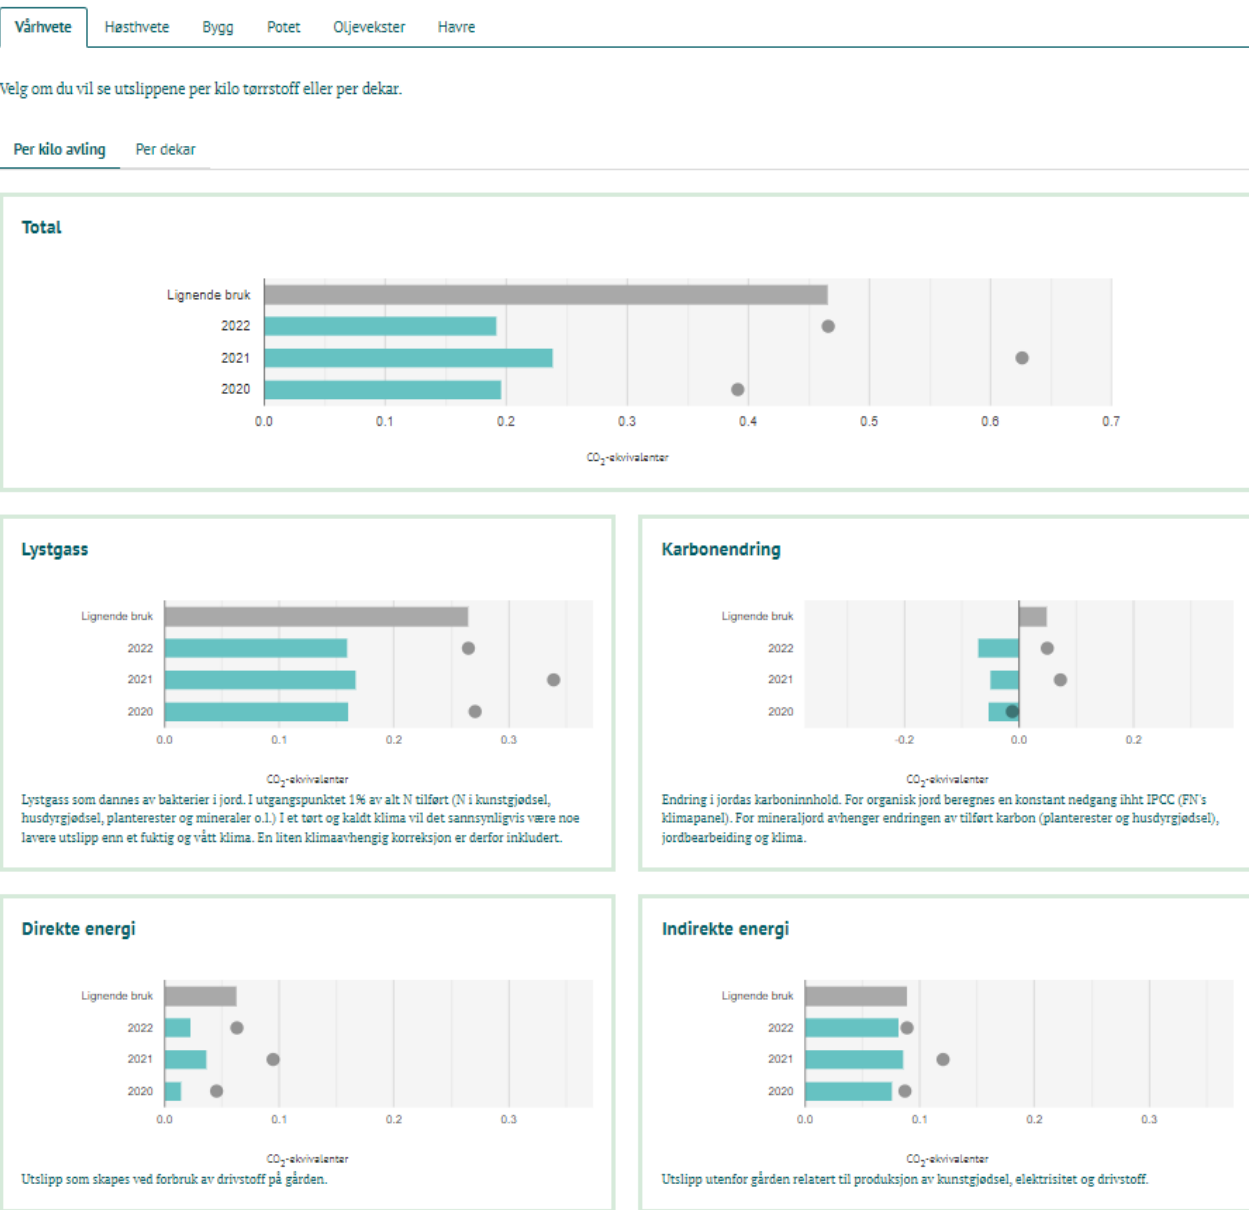 Vårhvete Høsthvete Bygg Potet Oljevekster Havre
Velg om du vil se utslippene per kilo tørrstoff eller per dekar.
Per kilo avling Per dekar
Total
Lignende bruk
2022
2021
2020
0.0 0.1 0.2 0.3 0.4 0.5 0.6 0.7
CO2-ekvivalenter
Lystgass
Lignende bruk
2022
2021
2020
0.0 0.1 0.2 0.3
CO2-ekvivalenter
Lystgass som dannes av bakterier i jord. I utgangspunktet 1% av alt N tilført (N i kunstgjødsel,
husdyrgjødsel, planterester og mineraler o.l.) I et tørt og kaldt klima vil det sannsynligvis være noe
lavere utslipp enn et fuktig og vått klima. En liten klimaavhengig korreksjon er derfor inkludert.
Karbonendring
Lignende bruk
2022
2021
2020
-0.2 0.0 0.2
CO2-ekvivalenter
Endring i jordas karboninnhold. For organisk jord beregnes en konstant nedgang ihht IPCC (FN's
klimapanel). For mineraljord avhenger endringen av tilført karbon (planterester og husdyrgjødsel),
jordbearbeiding og klima.
Direkte energi
Lignende bruk
2022
2021
2020
0.0 0.1 0.2 0.3
CO2-ekvivalenter
Utslipp som skapes ved forbruk av drivstoff på gården.
Indirekte energi
Lignende bruk
2022
2021
2020
0.0 0.1 0.2 0.3
CO2-ekvivalenter
Utslipp utenfor gården relatert til produksjon av kunstgjødsel, elektrisitet og drivstoff.